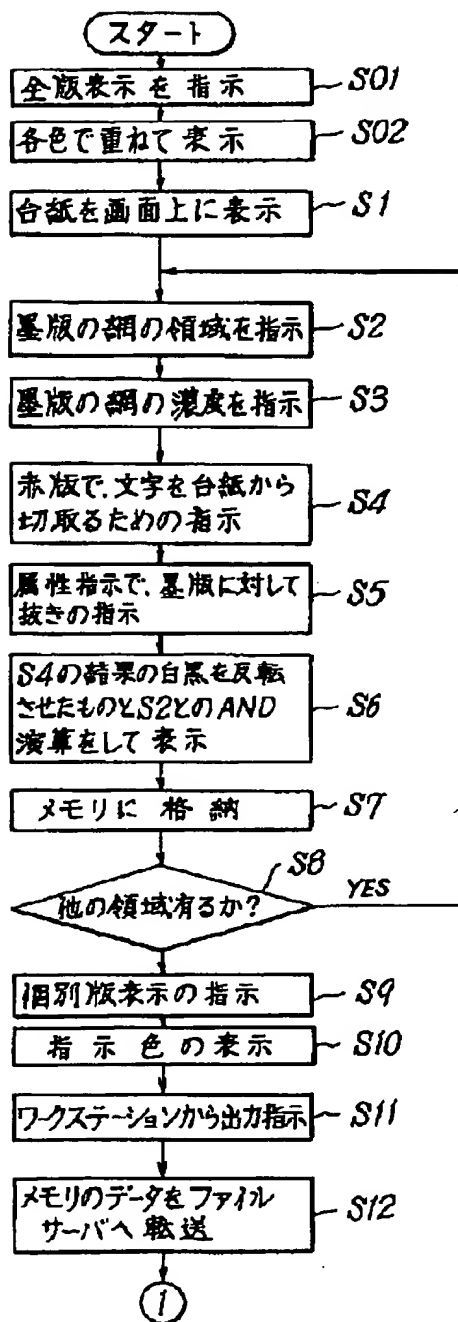 スタート
全版表示を指示
S01
各色で重ねて表示
S02
台紙を画面上に表示
S1
墨版の網の領域を指示
S2
墨版の網の濃度を指示
S3
赤版で、文字を台紙から
切取るための指示
S4
属性指示で、墨版に対して
抜きの指示
S5
S4の結果の白黒を反転
させたものとS2とのAND
演算をして表示
S6
メモリに格納
S7
S8
他の領域有るか?
YES
個別版表示の指示
S9
指示色の表示
S10
ワークステーションから出力指示
S11
メモリのデータをファイル
サーバへ転送
S12
1